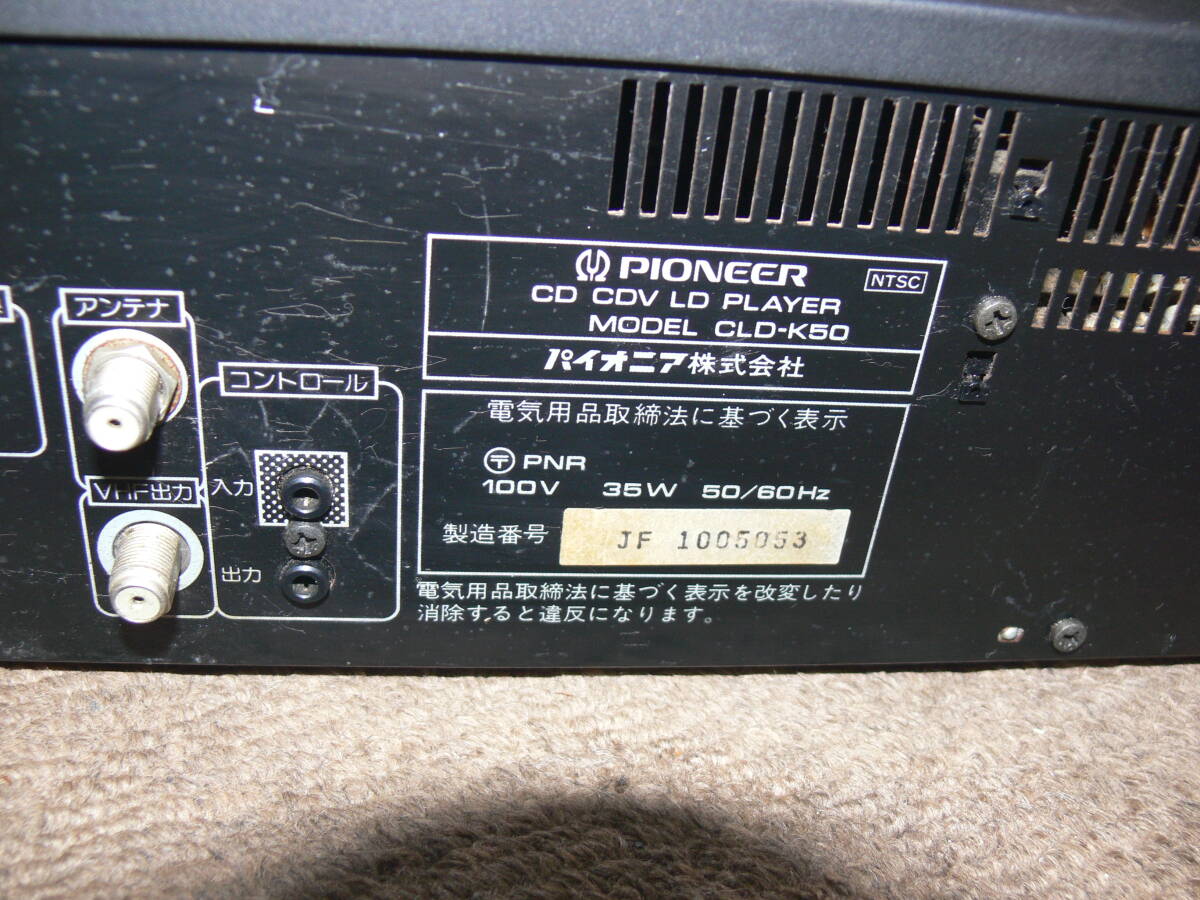 PIONEER
NTSC
CD CDV LD PLAYER
MODEL CLD-K50
パイオニア株式会社
アンテナ
コントロール
電気用品取締法に基づく表示
〒 PNR
VHF出力
入力
100V 35W 50/60Hz
製造番号 JF 1005053
出力
電気用品取締法に基づく表示を改変したり
消除すると違反になります。